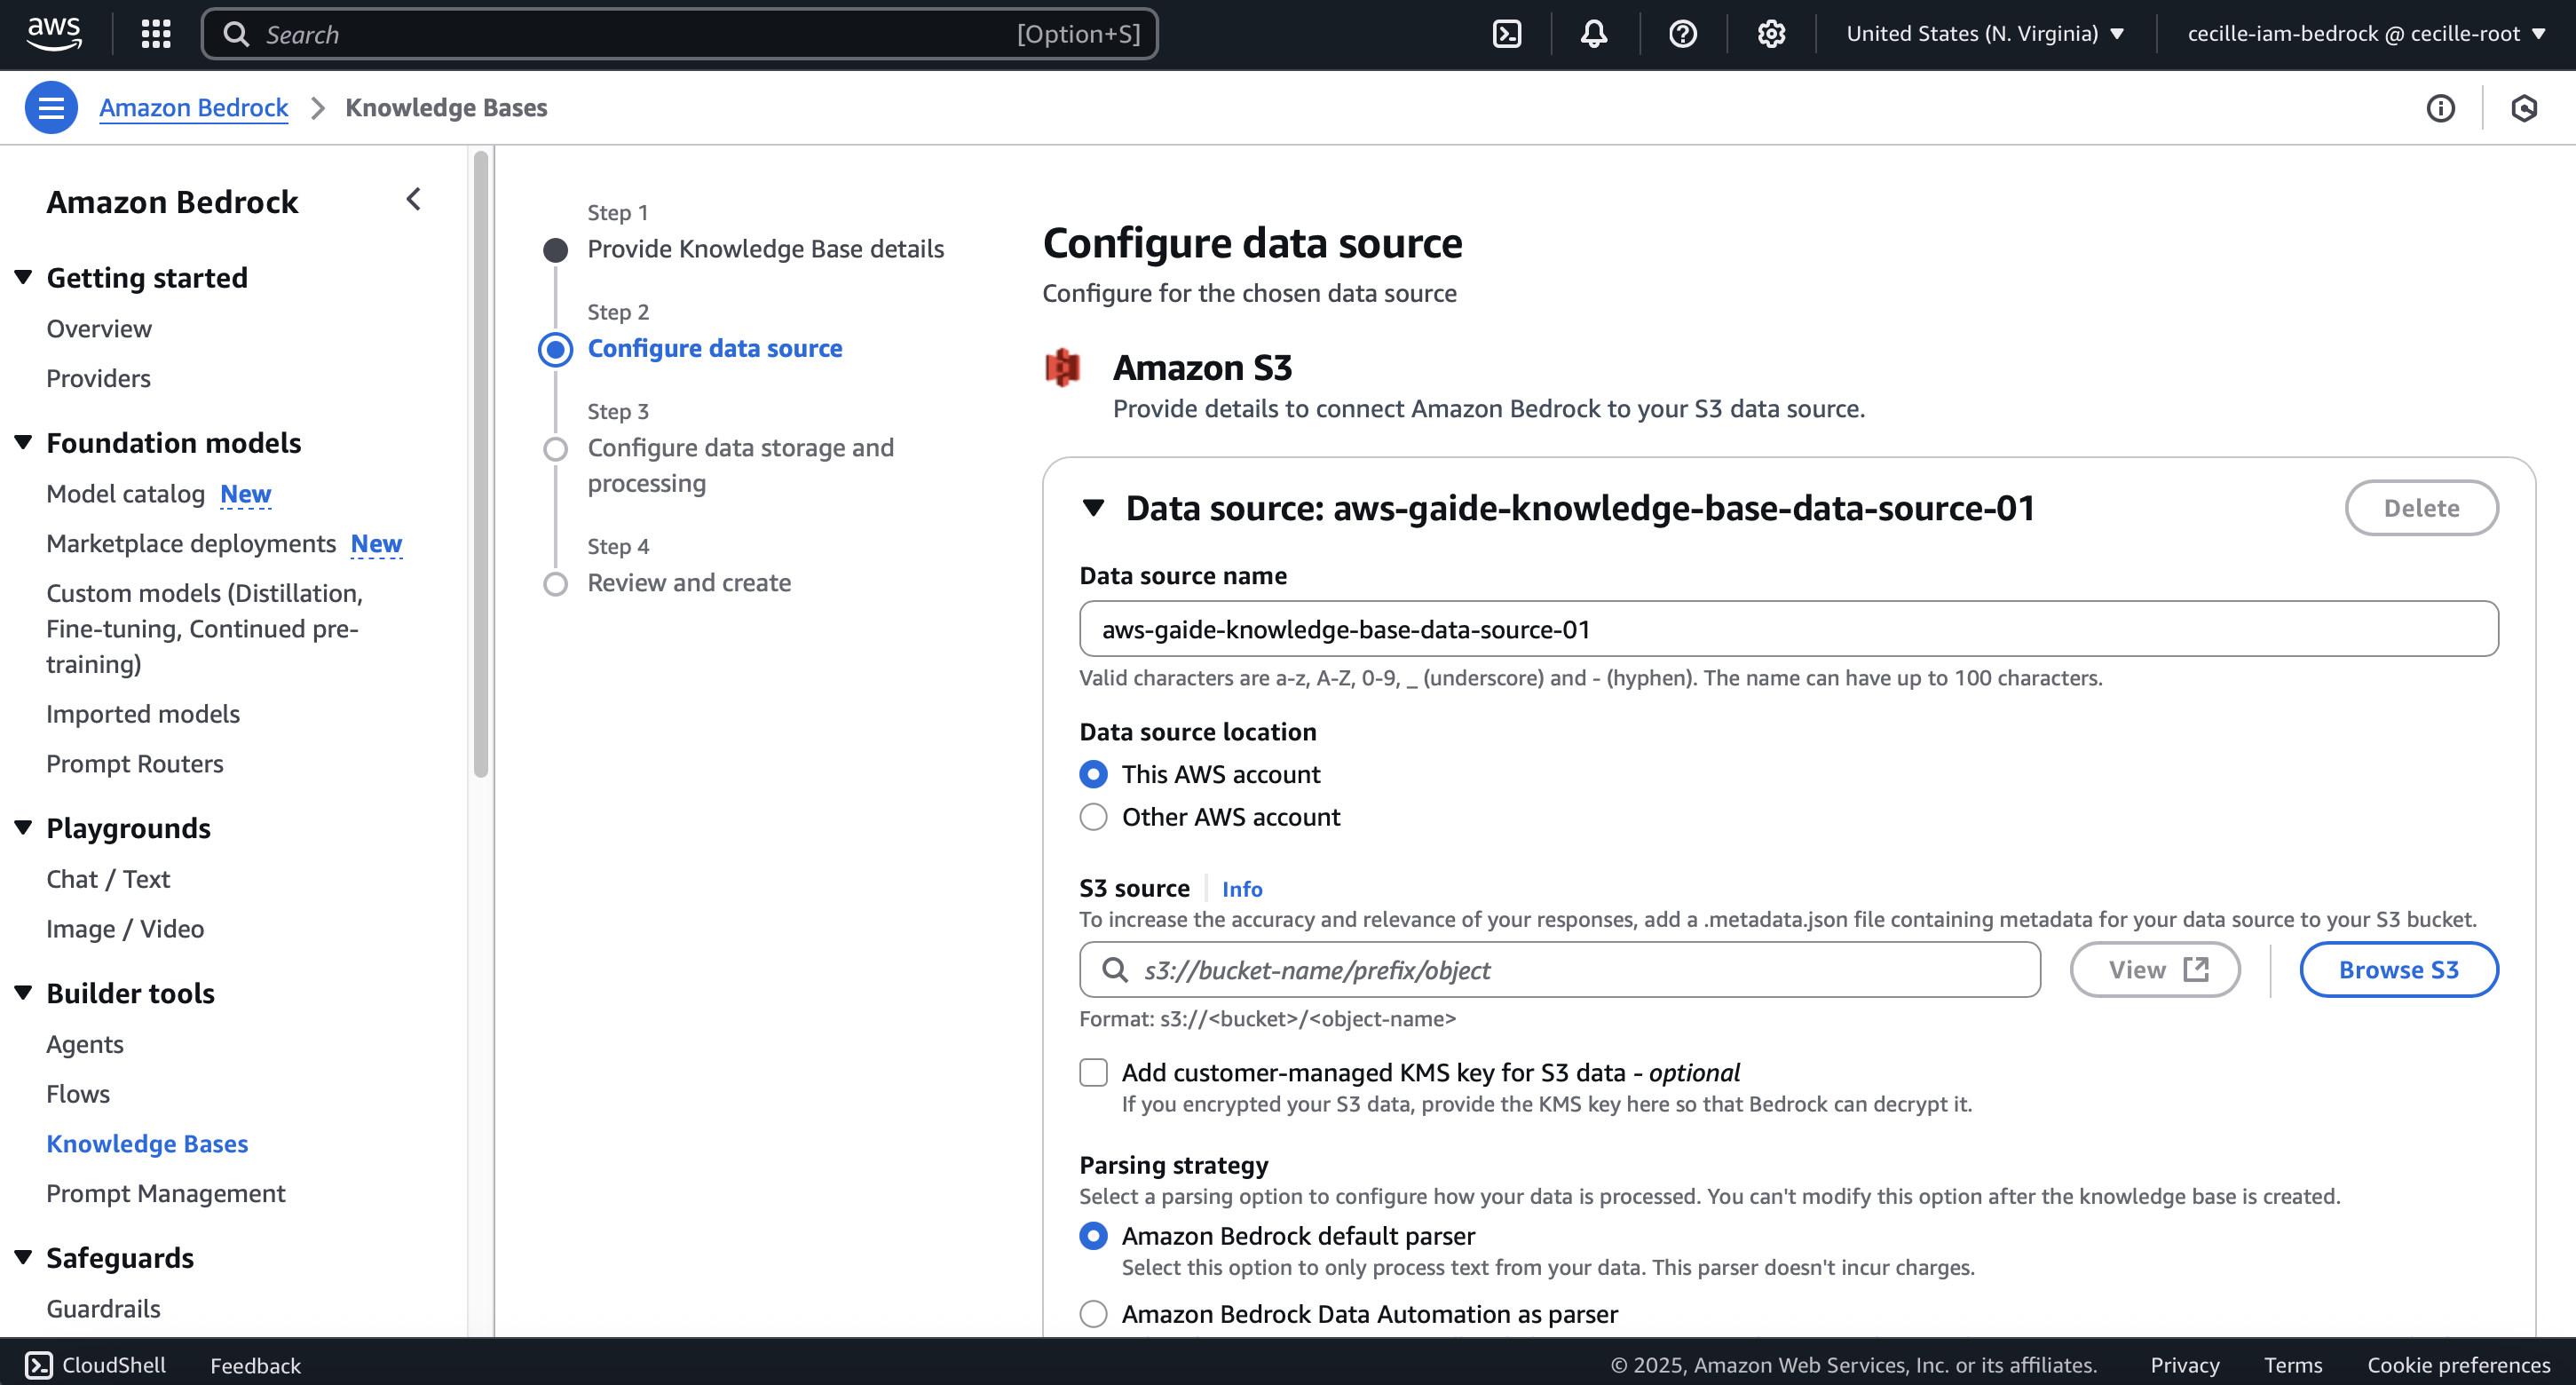 aws
Search
[Option+S]
United States (N. Virginia)
cecille-iam-bedrock @ cecille-root
Amazon Bedrock
Knowledge Bases
Amazon Bedrock
Getting started
Overview
Providers
Foundation models
Model catalog New
Marketplace deployments New
Custom models (Distillation,
Fine-tuning, Continued pre-
training)
Imported models
Prompt Routers
Playgrounds
Chat / Text
Image / Video
Builder tools
Agents
Flows
Knowledge Bases
Prompt Management
Safeguards
Guardrails
Step 1
Provide Knowledge Base details
Step 2
Configure data source
Step 3
Configure data storage and
processing
Step 4
Review and create
Configure data source
Configure for the chosen data source
Amazon S3
Provide details to connect Amazon Bedrock to your S3 data source.
Data source: aws-gaide-knowledge-base-data-source-01
Delete
Data source name
aws-gaide-knowledge-base-data-source-01
Valid characters are a-z, A-Z, 0-9, _ (underscore) and - (hyphen). The name can have up to 100 characters.
Data source location
This AWS account
Other AWS account
S3 source Info
To increase the accuracy and relevance of your responses, add a .metadata.json file containing metadata for your data source to your S3 bucket.
s3://bucket-name/prefix/object
View
Browse S3
Format: s3://<bucket>/<object-name>
Add customer-managed KMS key for S3 data - optional
If you encrypted your S3 data, provide the KMS key here so that Bedrock can decrypt it.
Parsing strategy
Select a parsing option to configure how your data is processed. You can't modify this option after the knowledge base is created.
Amazon Bedrock default parser
Select this option to only process text from your data. This parser doesn't incur charges.
Amazon Bedrock Data Automation as parser
CloudShell
Feedback
© 2025, Amazon Web Services, Inc. or its affiliates.
Privacy
Terms
Cookie preferences